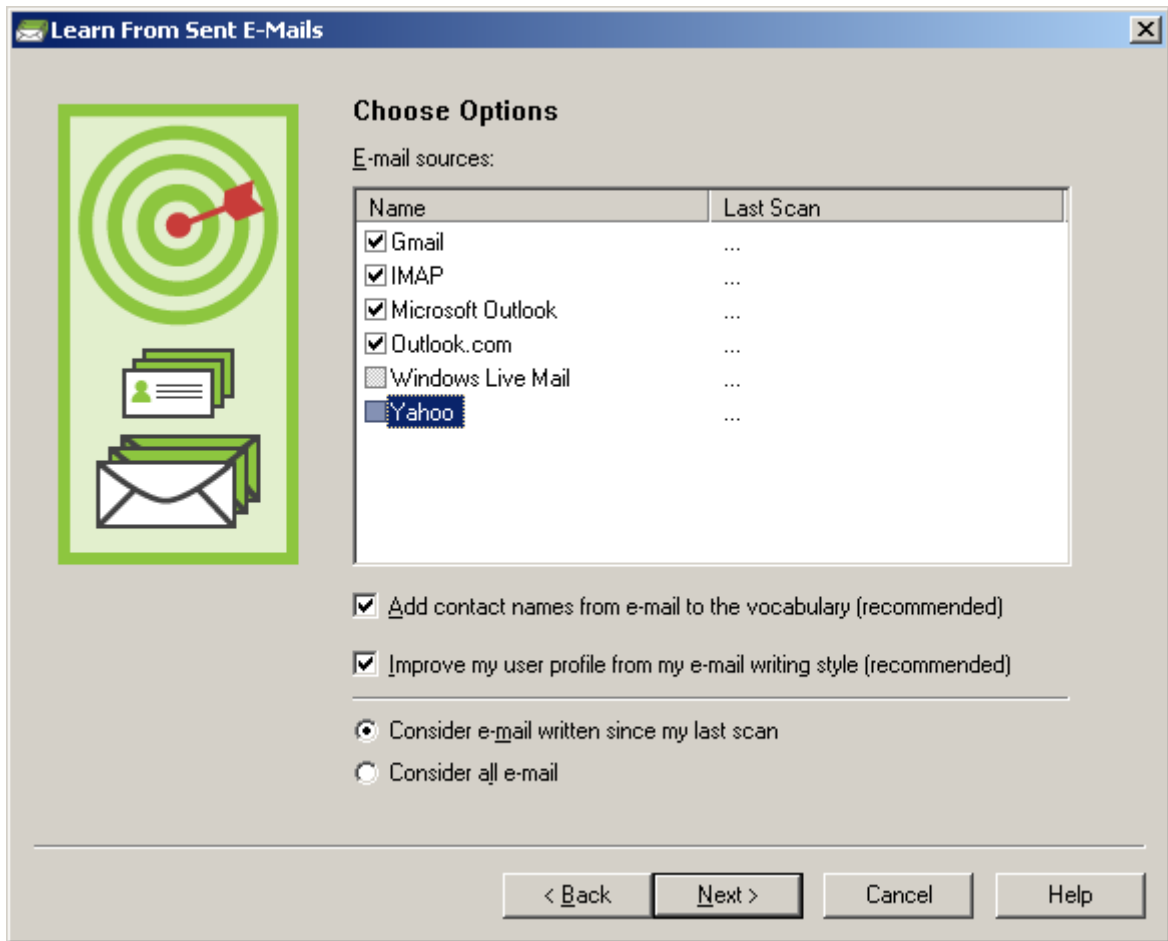 Learn From Sent E-Mails
Choose Options
E-mail sources:
Name Last Scan
Gmail ...
IMAP ...
Microsoft Outlook ...
Outlook.com ...
Windows Live Mail ...
Yahoo ...
Add contact names from e-mail to the vocabulary (recommended)
Improve my user profile from my e-mail writing style (recommended)
Consider e-mail written since my last scan
Consider all e-mail
< Back Next > Cancel Help